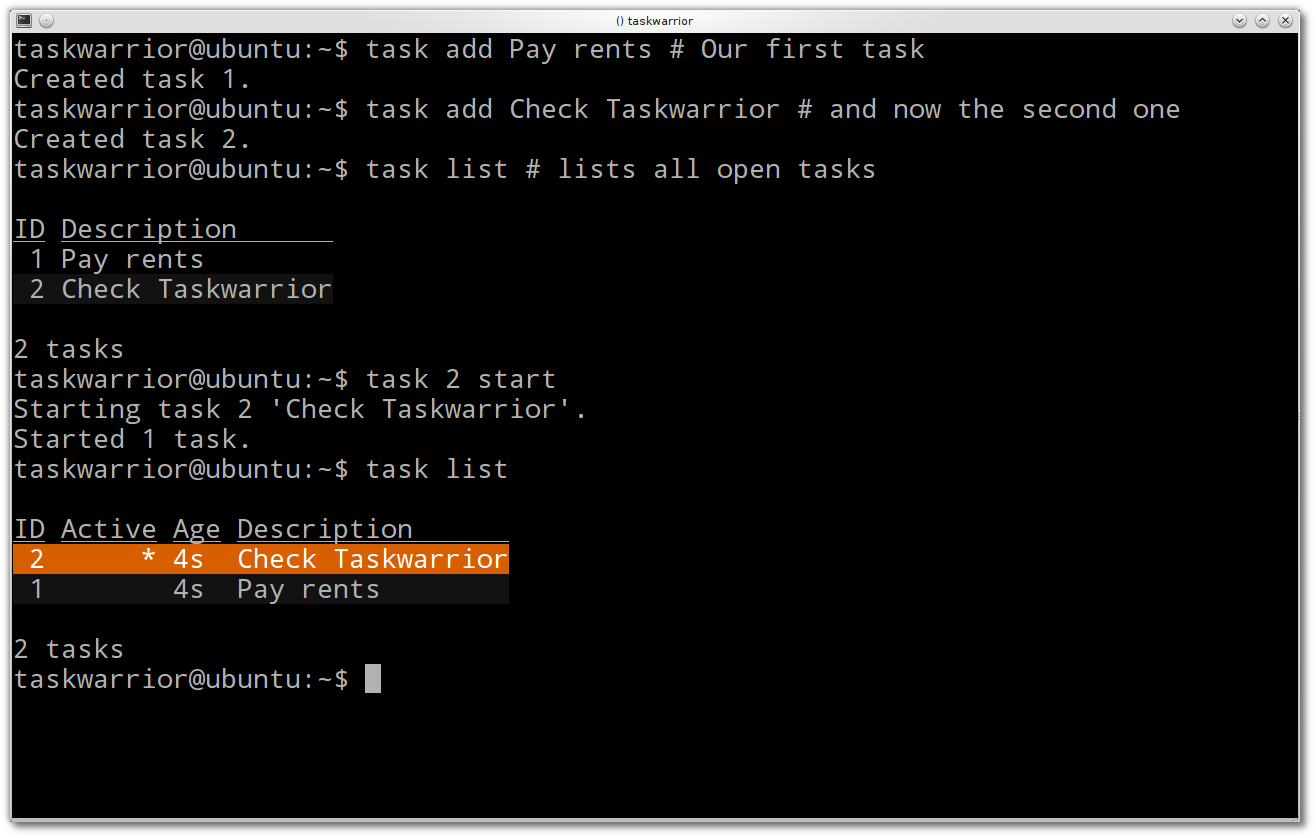 () taskwarrior
taskwarrior@ubuntu:~$ task add Pay rents # Our first task
Created task 1.
taskwarrior@ubuntu:~$ task add Check Taskwarrior # and now the second one
Created task 2.
taskwarrior@ubuntu:~$ task list # lists all open tasks
ID Description
1 Pay rents
2 Check Taskwarrior
2 tasks
taskwarrior@ubuntu:~$ task 2 start
Starting task 2 'Check Taskwarrior'.
Started 1 task.
taskwarrior@ubuntu:~$ task list
ID Active Age Description
2 * 4s Check Taskwarrior
1 4s Pay rents
2 tasks
taskwarrior@ubuntu:~$